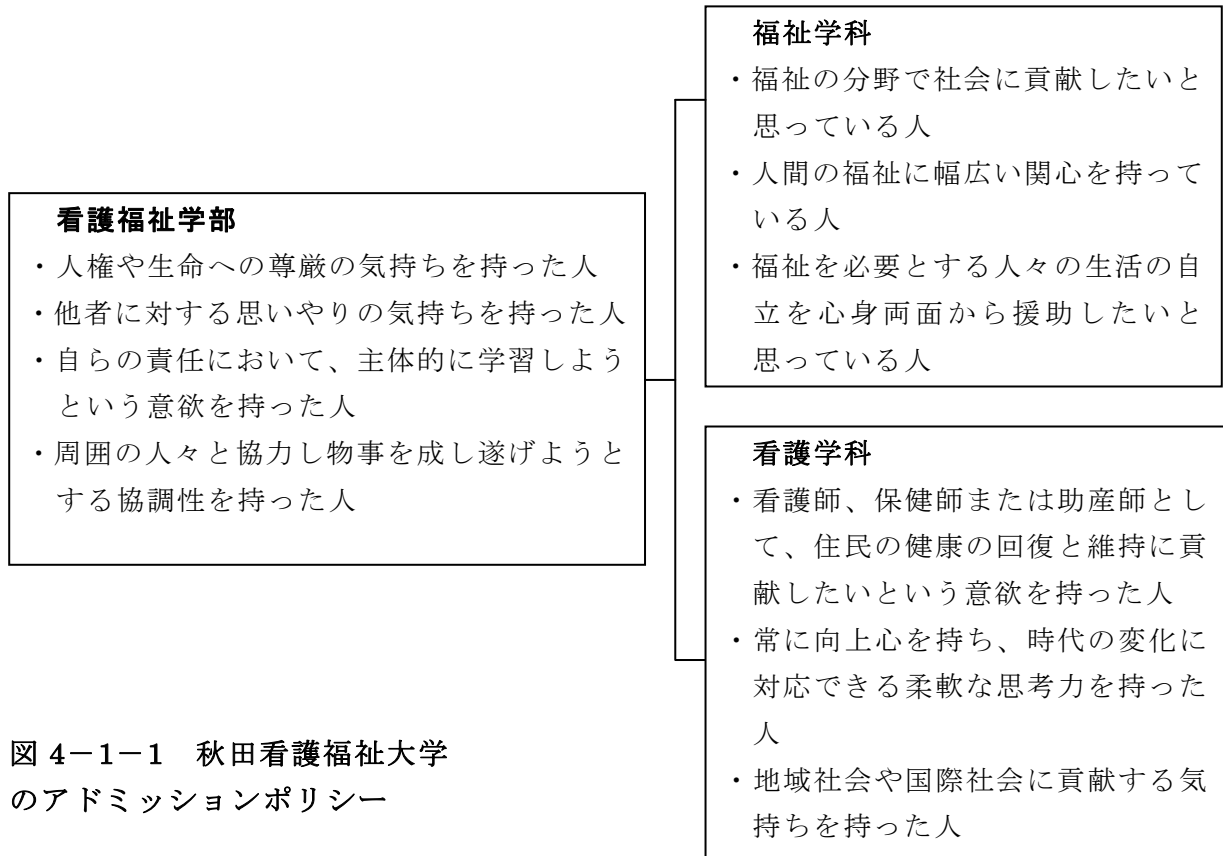 看護福祉学部
・人権や生命への尊厳の気持ちを持った人
・他者に対する思いやりの気持ちを持った人
・自らの責任において、主体的に学習しよう
という意欲を持った人
・周囲の人々と協力し物事を成し遂げようと
する協調性を持った人
福祉学科
・福祉の分野で社会に貢献したいと
思っている人
・人間の福祉に幅広い関心を持って
いる人
・福祉を必要とする人々の生活の自
立を心身両面から援助したいと
思っている人
看護学科
・看護師、保健師または助産師とし
て、住民の健康の回復と維持に貢
献したいという意欲を持った人
・常に向上心を持ち、時代の変化に
対応できる柔軟な思考力を持った
人
・地域社会や国際社会に貢献する気
持ちを持った人
図 4－1－1　秋田看護福祉大学
のアドミッションポリシー